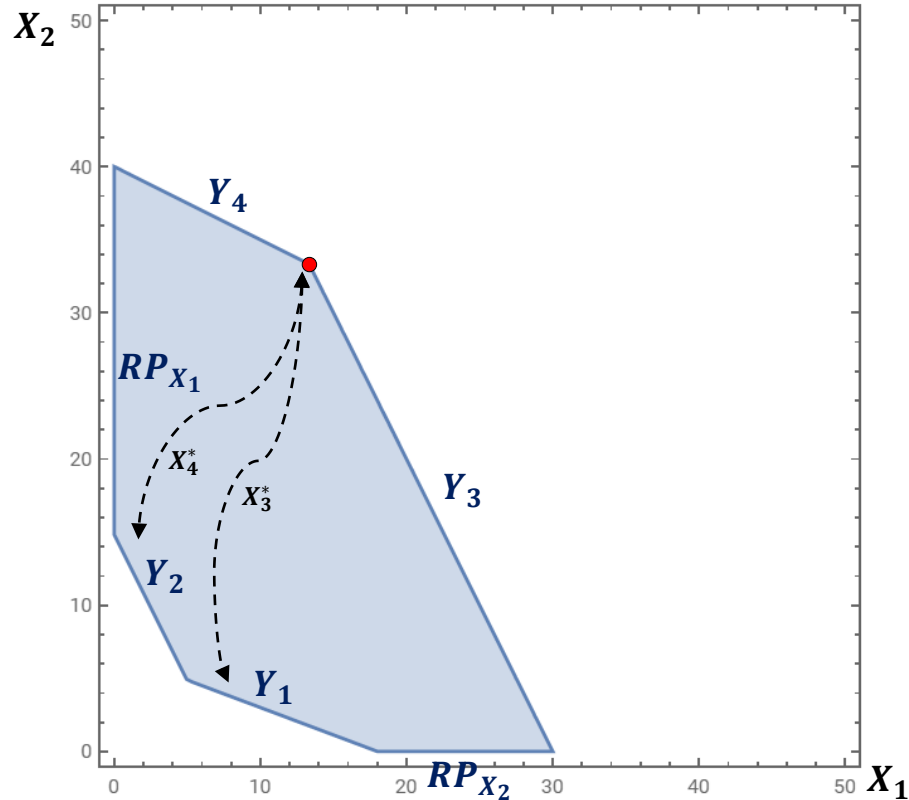 X₂
50
40
Y₄
30
RP_X₁
20
X₄*
X₃*
Y₃
Y₂
10
Y₁
0
0 10 20 30 40 50
RP_X₂
X₁